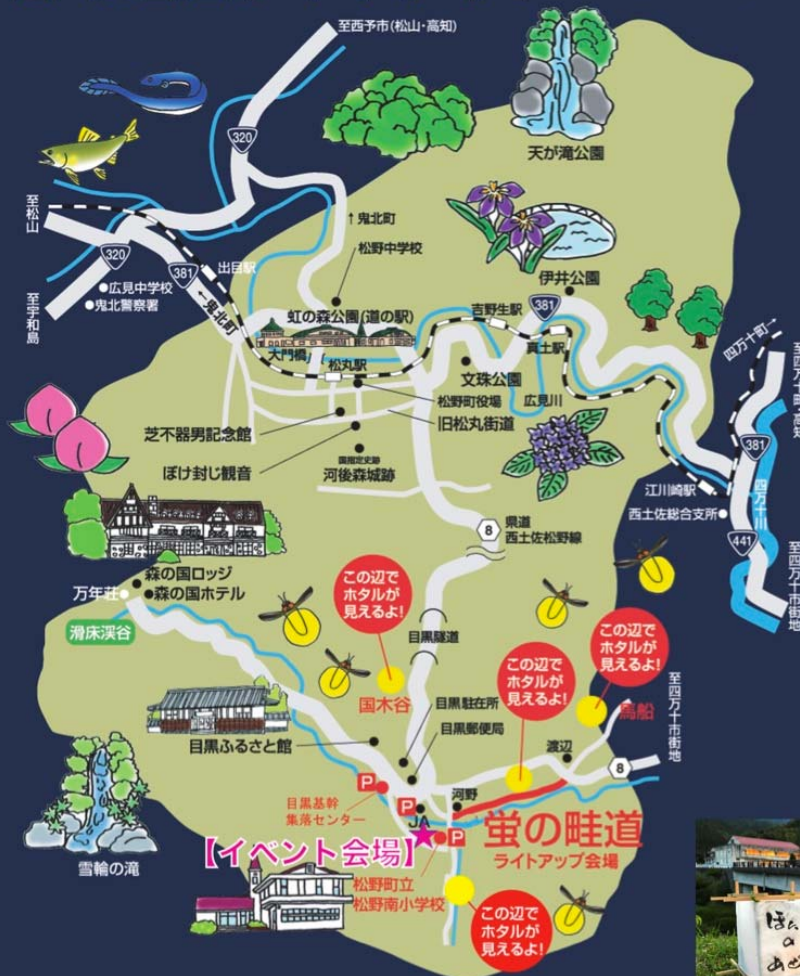 至西予市(松山・高知)
320
天が滝公園
至松山
↑鬼北町
松野中学校
320
381
出目駅
●広見中学校
●鬼北警察署
←鬼北町
至宇和島
伊井公園
虹の森公園(道の駅)
吉野生駅
381
四万十町→
大門橋
松丸駅
真土駅
文珠公園
松野町役場
広見川
旧松丸街道
芝不器男記念館
381
ぼけ封じ観音
国指定史跡
河後森城跡
江川崎駅
四万十川
西土佐総合支所
441
8
県道
西土佐松野線
至四万十市街地
森の国ロッジ
万年荘
森の国ホテル
滑床渓谷
この辺で
ホタルが
見えるよ!
目黒隧道
この辺で
ホタルが
見えるよ!
この辺で
ホタルが
見えるよ!
国木谷
目黒駐在所
馬船
至四万十市街地
目黒郵便局
目黒ふるさと館
渡辺
8
P
目黒基幹
集落センター
P
JA
河野
P
蛍の畦道
ライトアップ会場
【イベント会場】
雪輪の滝
松野町立
松野南小学校
この辺で
ホタルが
見えるよ!